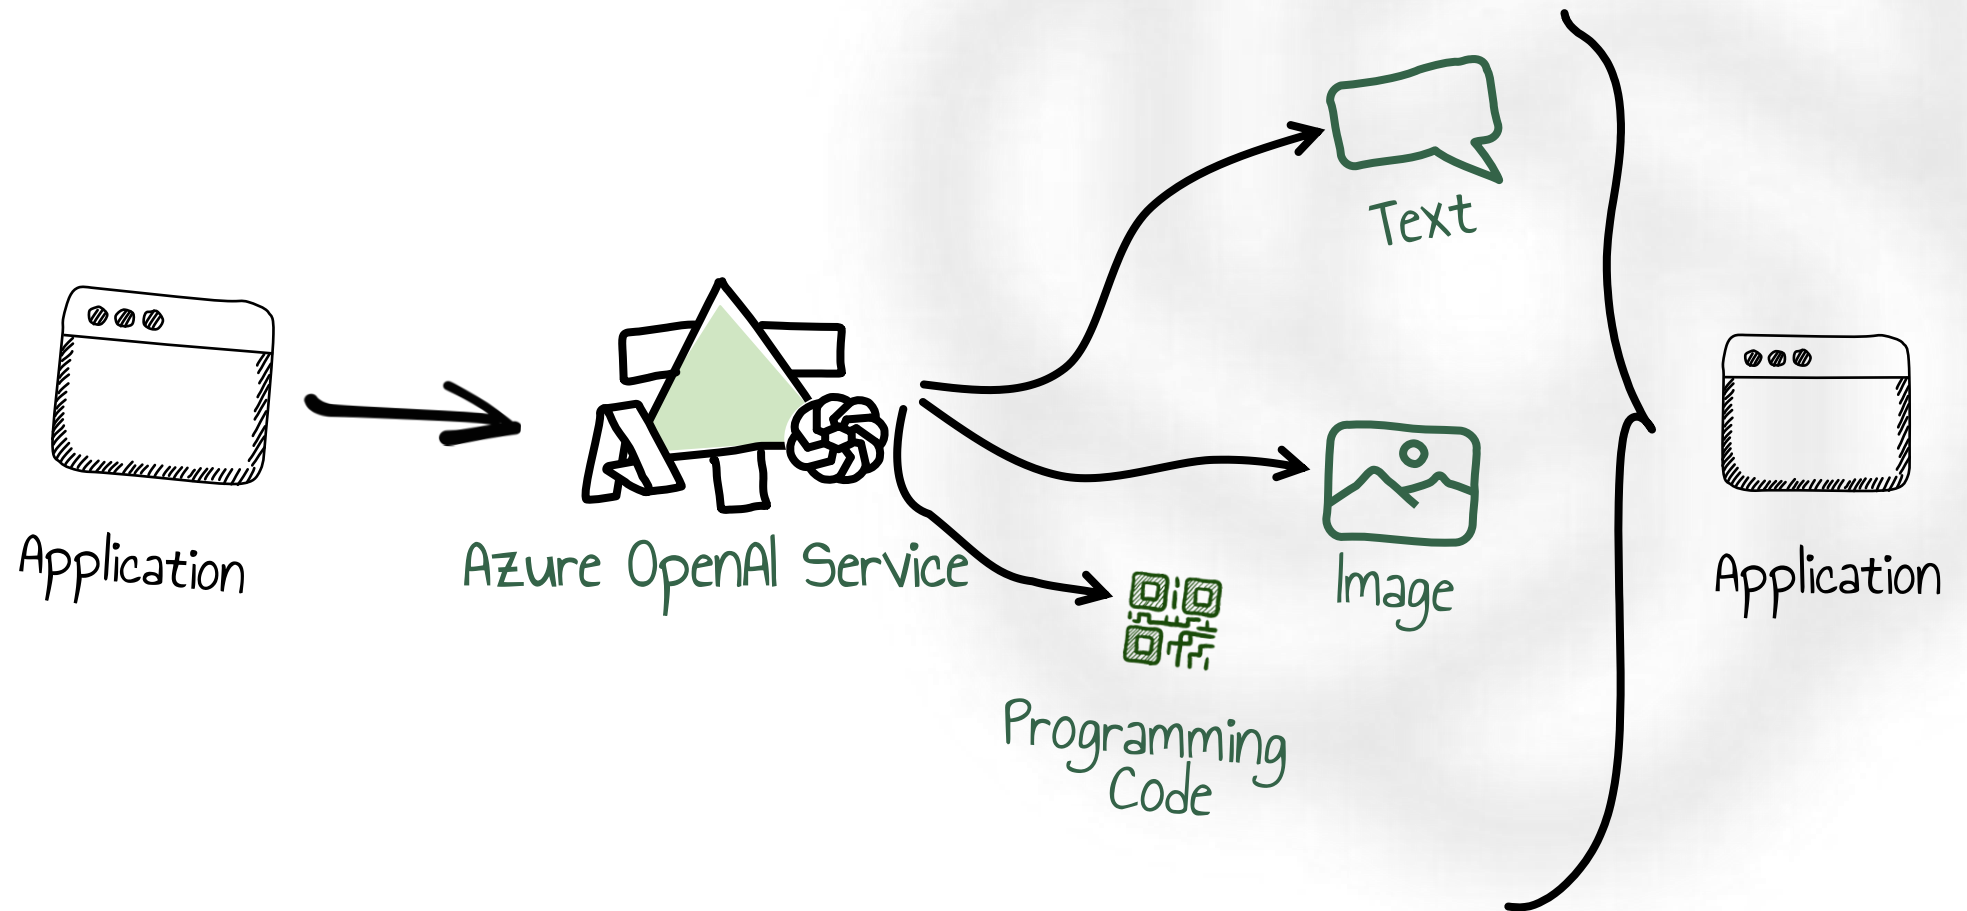 Text
Application
Azure OpenAI Service
Image
Application
Programming
Code